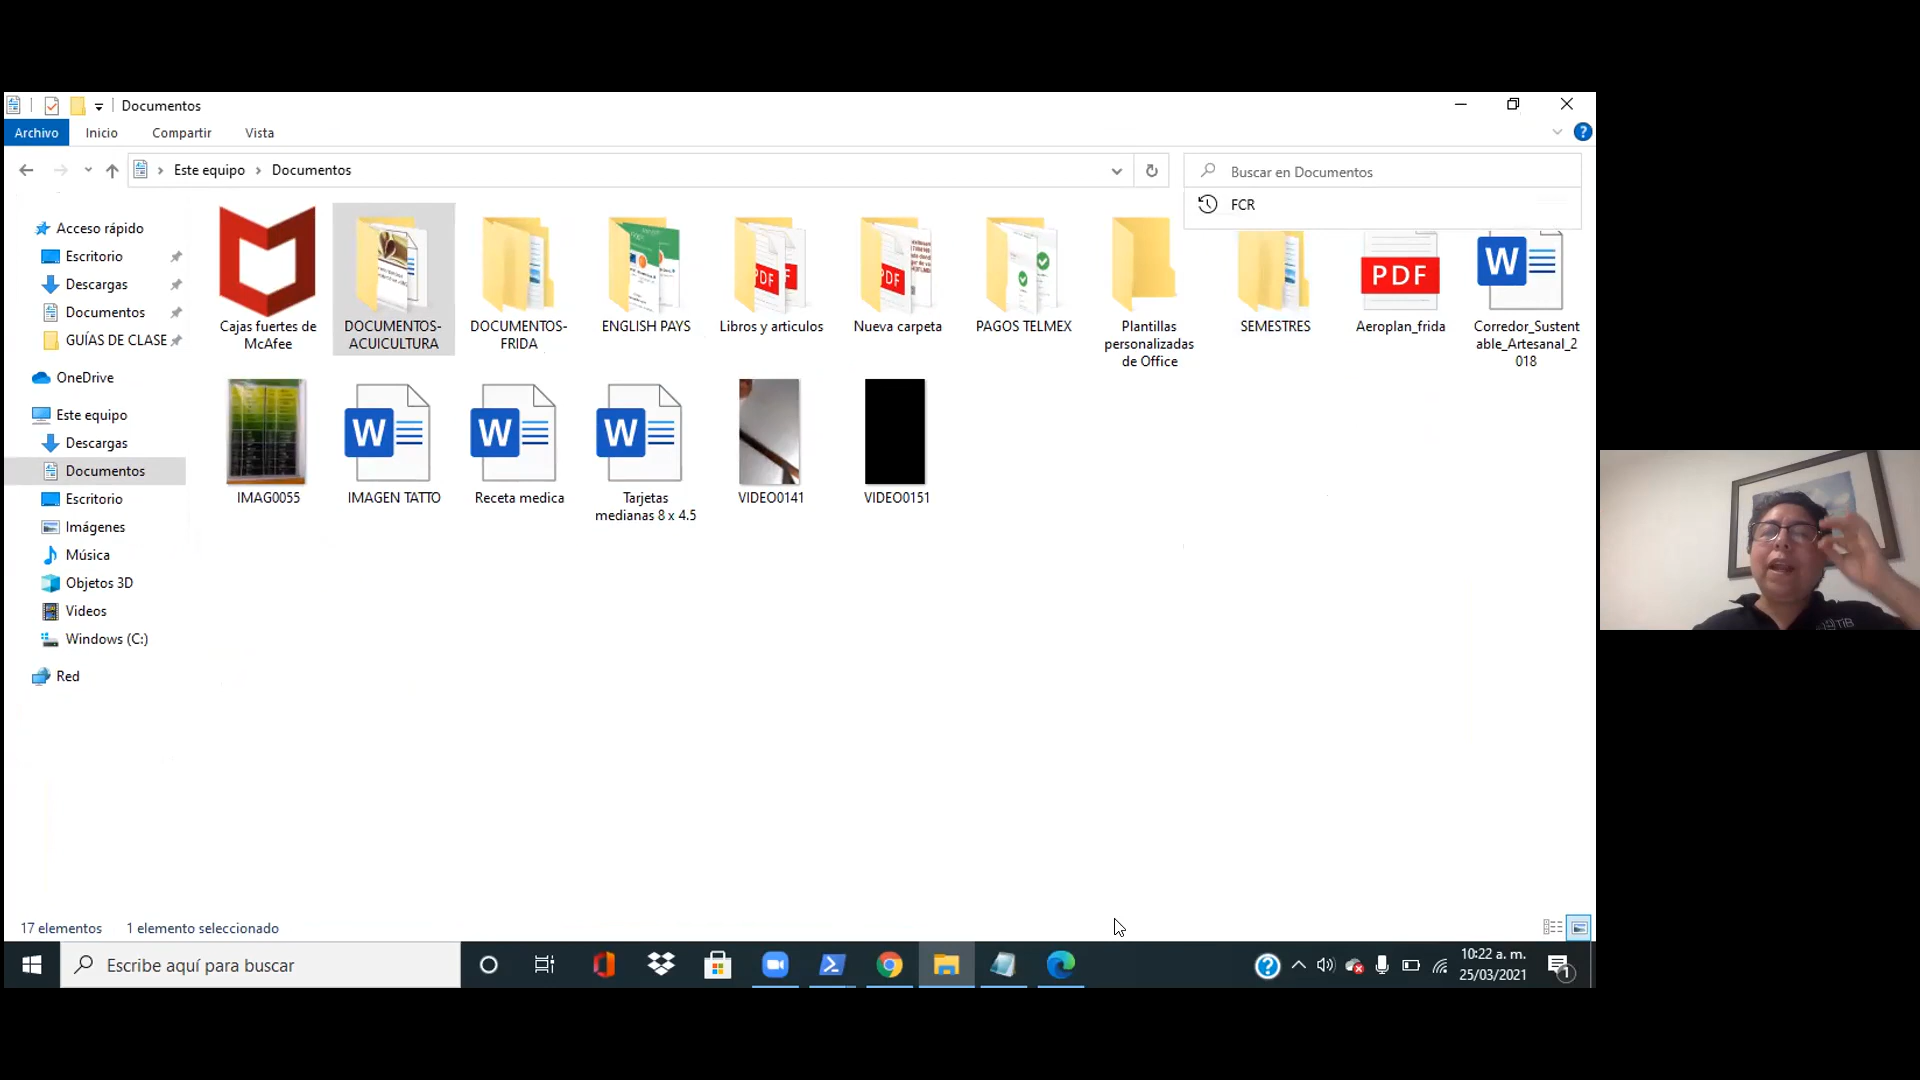 Documentos
Archivo
Inicio
Compartir
Vista
Este equipo
Documentos
Buscar en Documentos
FCR
Acceso rápido
Escritorio
Descargas
Documentos
GUÍAS DE CLASE
OneDrive
Este equipo
Descargas
Documentos
Escritorio
Imágenes
Música
Objetos 3D
Videos
Windows (C:)
Red
Cajas fuertes de
McAfee
DOCUMENTOS-
ACUICULTURA
DOCUMENTOS-
FRIDA
ENGLISH PAYS
PDF
Libros y articulos
PDF
Nueva carpeta
PAGOS TELMEX
Plantillas
personalizadas
de Office
SEMESTRES
PDF
Aeroplan_frida
W
Corredor_Sustent
able_Artesanal_2
018
IMAG0055
W
IMAGEN TATTO
W
Receta medica
W
Tarjetas
medianas 8 x 4.5
VIDEO0141
VIDEO0151
17 elementos
1 elemento seleccionado
Escribe aquí para buscar
10:22 a. m.
25/03/2021
1